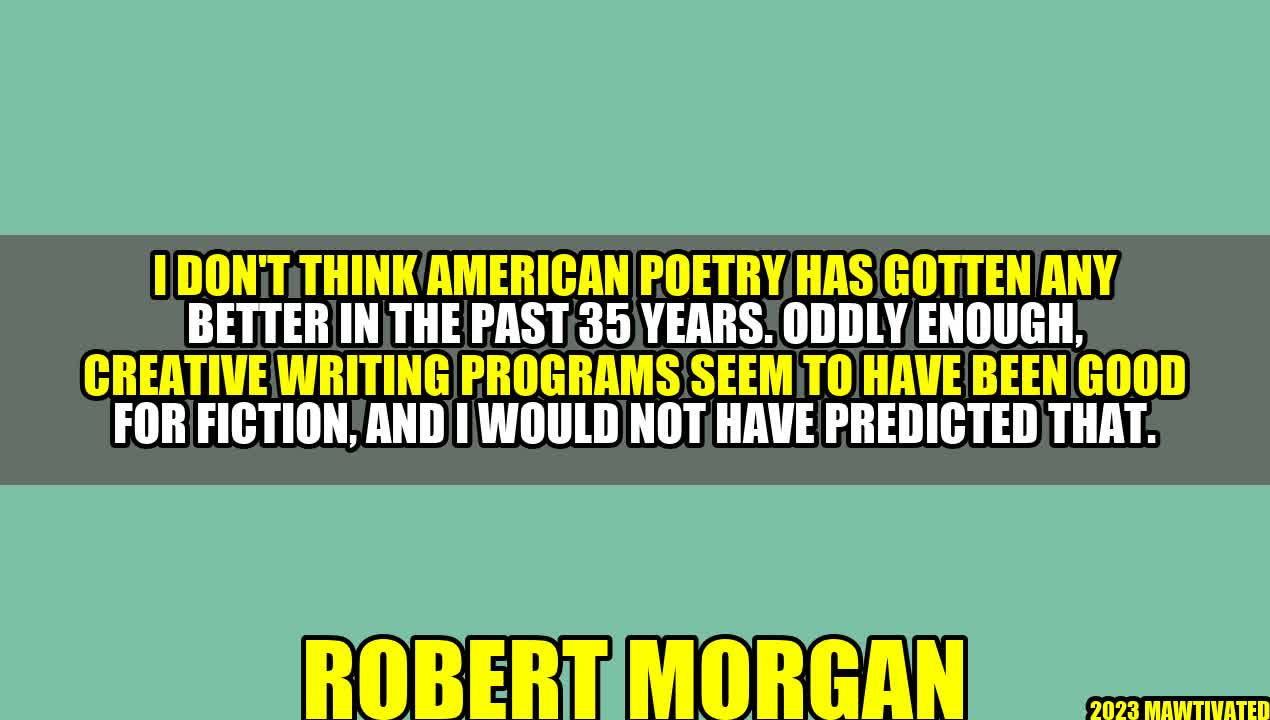 I DON'T THINK AMERICAN POETRY HAS GOTTEN ANY
BETTER IN THE PAST 35 YEARS. ODDLY ENOUGH,
CREATIVE WRITING PROGRAMS SEEM TO HAVE BEEN GOOD
FOR FICTION, AND I WOULD NOT HAVE PREDICTED THAT.
ROBERT MORGAN
2023 MAWTIVATED